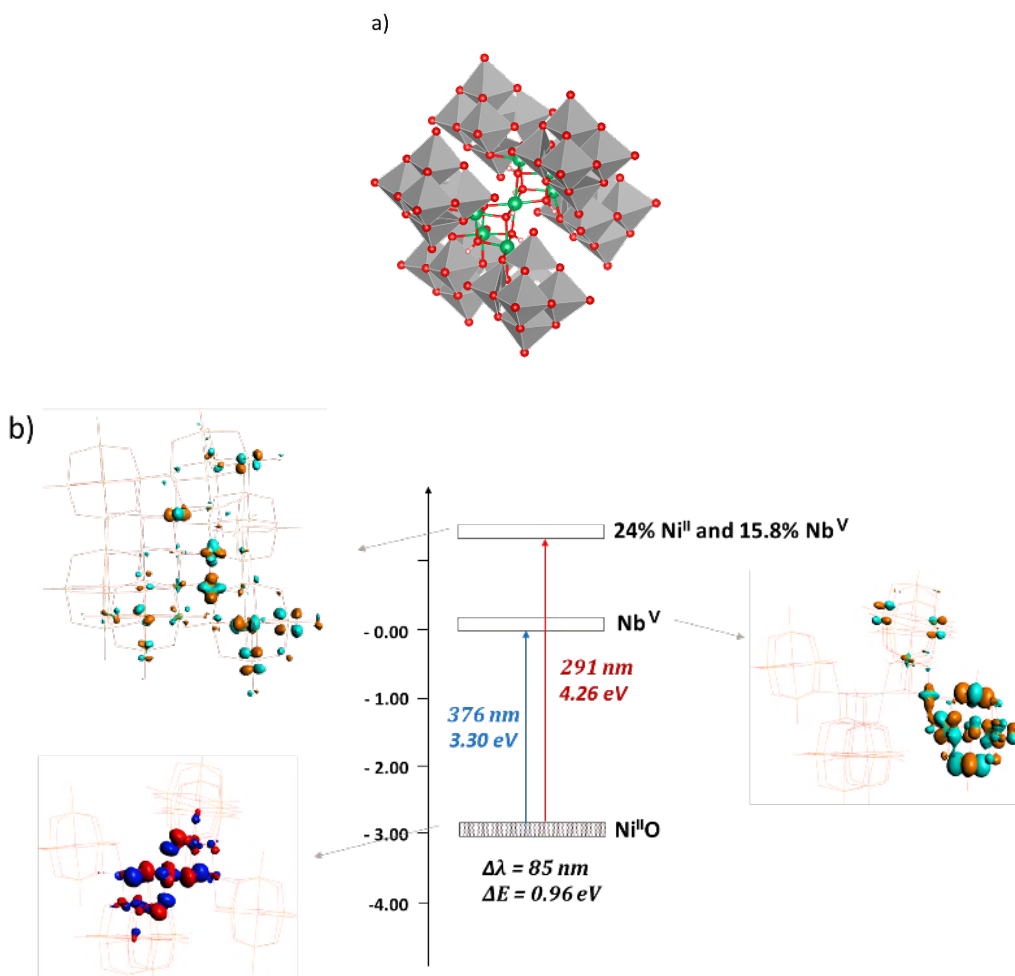 a)
b)
24% Ni^II and 15.8% Nb^V
- 0.00
Nb^V
291 nm
4.26 eV
- 1.00
376 nm
3.30 eV
- 2.00
- 3.00
Ni^IIO
Δλ = 85 nm
ΔE = 0.96 eV
-4.00